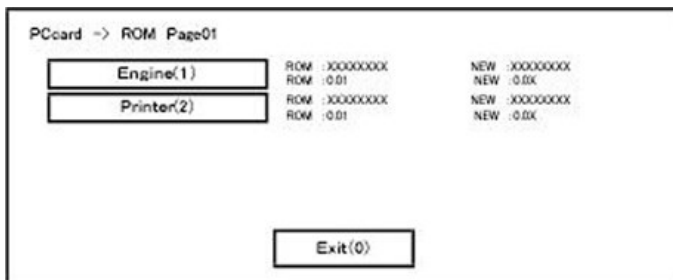 PCcard -> ROM Page01
Engine(1)
ROM :XXXXXXXX NEW :XXXXXXXX
ROM :0.01 NEW :0.0X
Printer(2)
ROM :XXXXXXXX NEW :XXXXXXXX
ROM :0.01 NEW :0.0X
Exit(0)